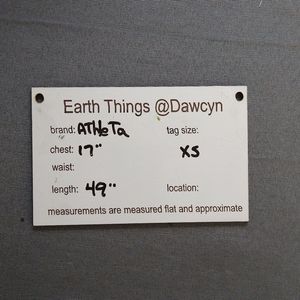 Earth Things @Dawcyn
brand: AThleTa tag size:
chest: 17" XS
waist:
length: 49" location:
measurements are measured flat and approximate